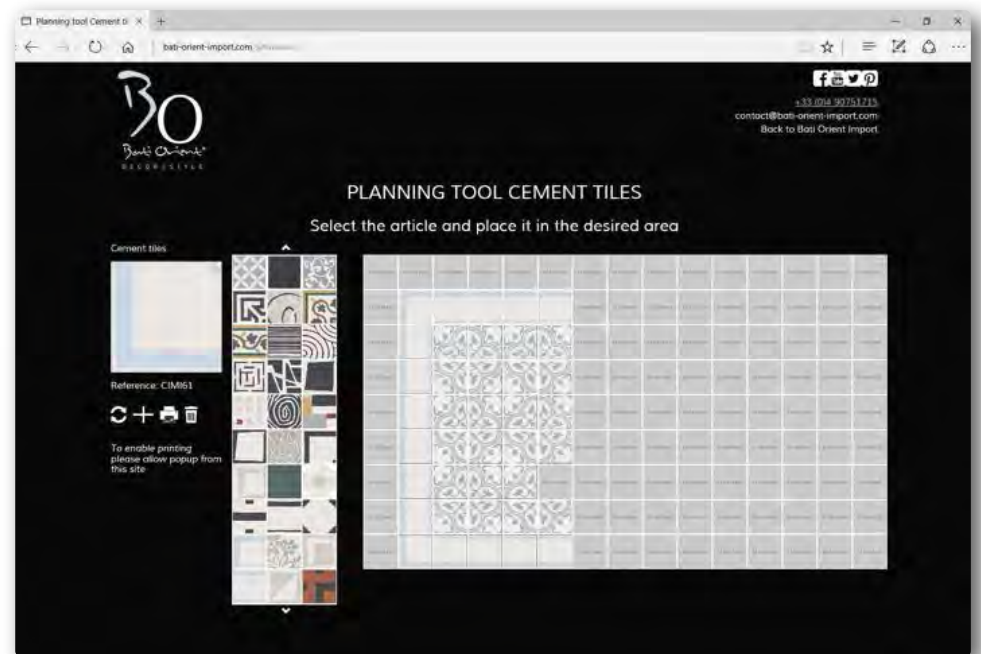 Planning tool Cement ti
bati-orient-import.com
BO
Bati Orient
DECOR & STYLE
+33 (0)4 90751715
contact@bati-orient-import.com
Back to Bati Orient Import
PLANNING TOOL CEMENT TILES
Select the article and place it in the desired area
Cement tiles
Reference: CIMI61
To enable printing
please allow popup from
this site